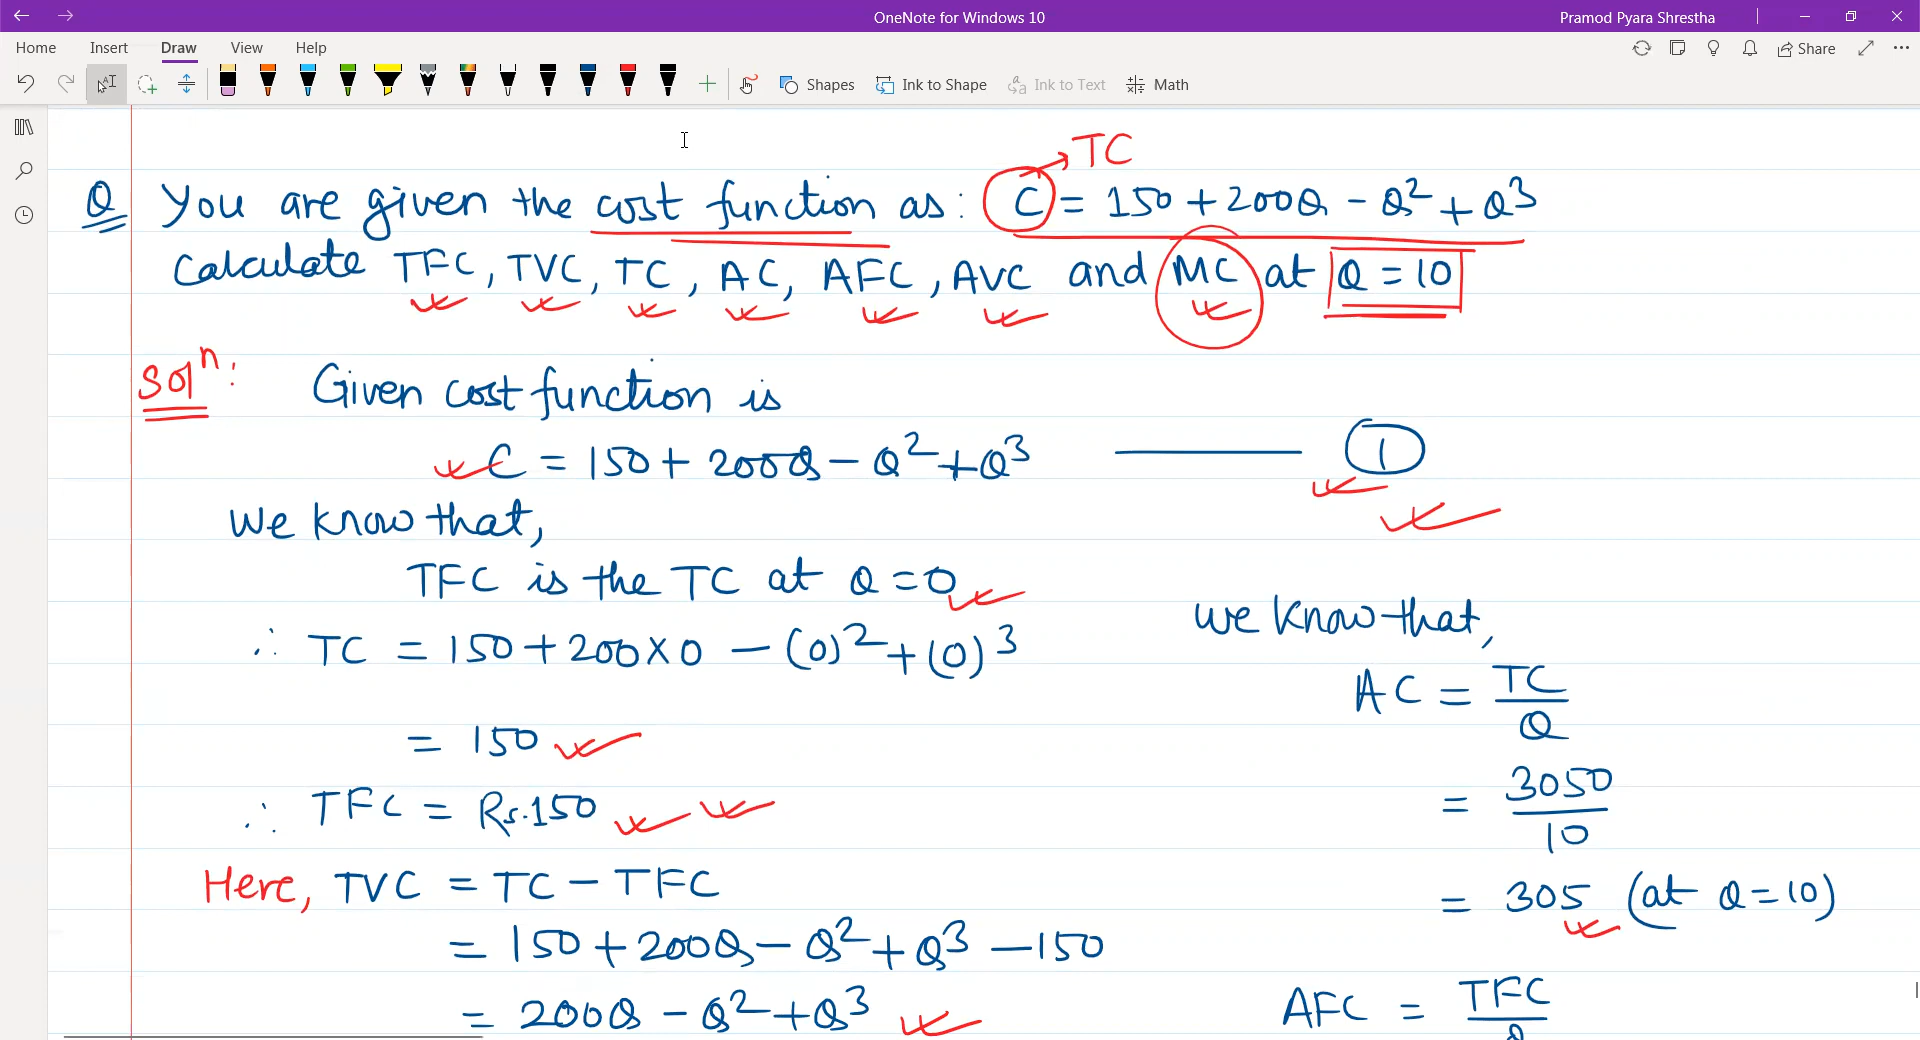 OneNote for Windows 10
Pramod Pyara Shrestha
Home Insert Draw View Help
Share
Shapes Ink to Shape Ink to Text Math
TC
Q You are given the cost function as: C = 150 + 200Q - Q² + Q³
Calculate TFC, TVC, TC, AC, AFC, AVC and MC at Q = 10
Solⁿ: Given cost function is
C = 150 + 200Q - Q² + Q³ ——— 1
We know that,
TFC is the TC at Q = 0
∴ TC = 150 + 200 × 0 - (0)² + (0)³
= 150
∴ TFC = Rs. 150
Here, TVC = TC - TFC
= 150 + 200Q - Q² + Q³ - 150
= 200Q - Q² + Q³
We know that,
AC = TC / Q
= 3050 / 10
= 305 (at Q = 10)
AFC = TFC